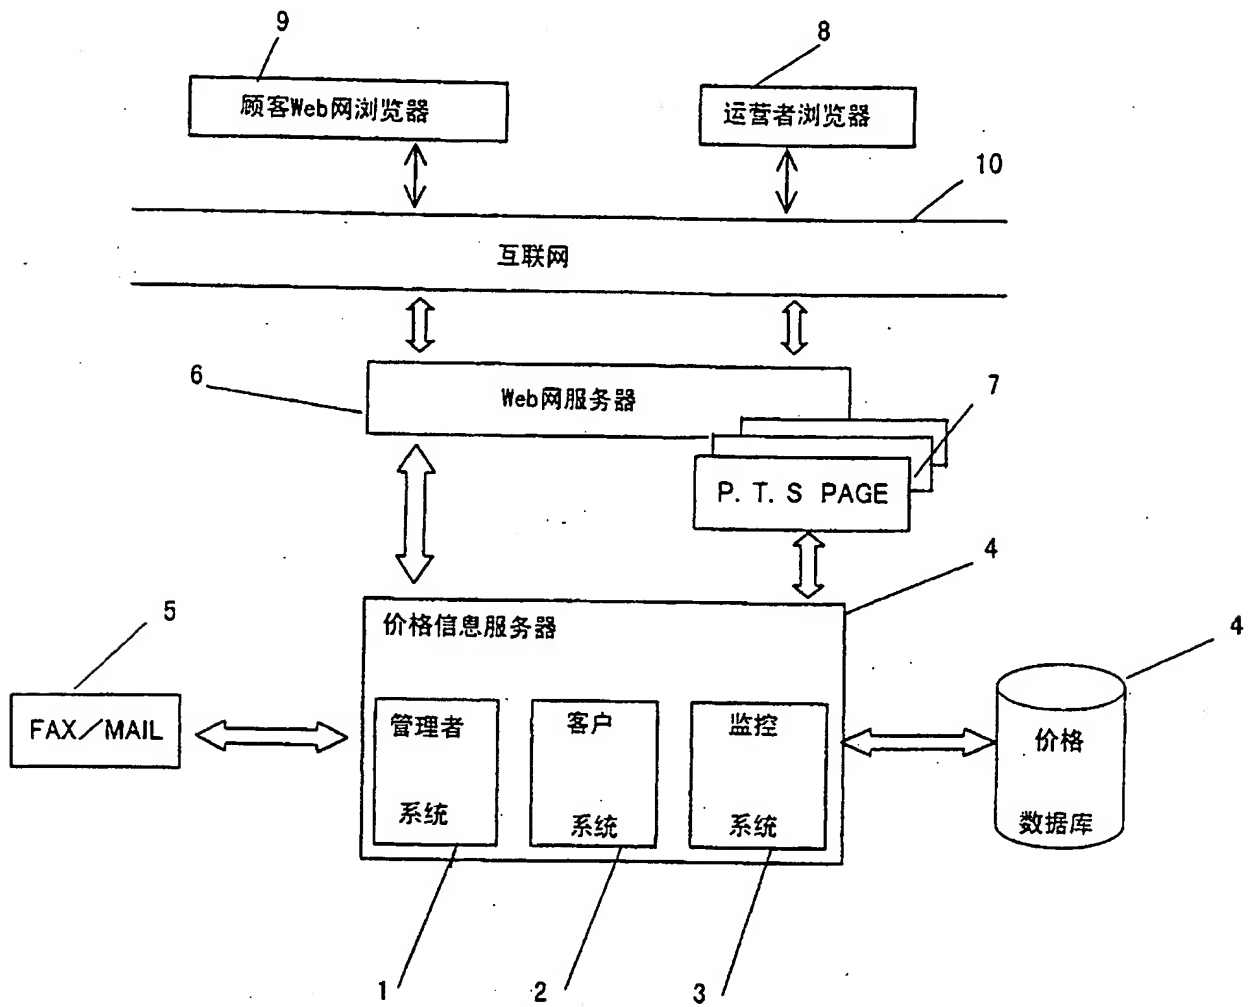 9
8
顾客Web网浏览器
运营者浏览器
10
互联网
6
Web网服务器
7
P. T. S PAGE
4
价格信息服务器
5
4
FAX／MAIL
管理者
系统
客户
系统
监控
系统
价格
数据库
1
2
3